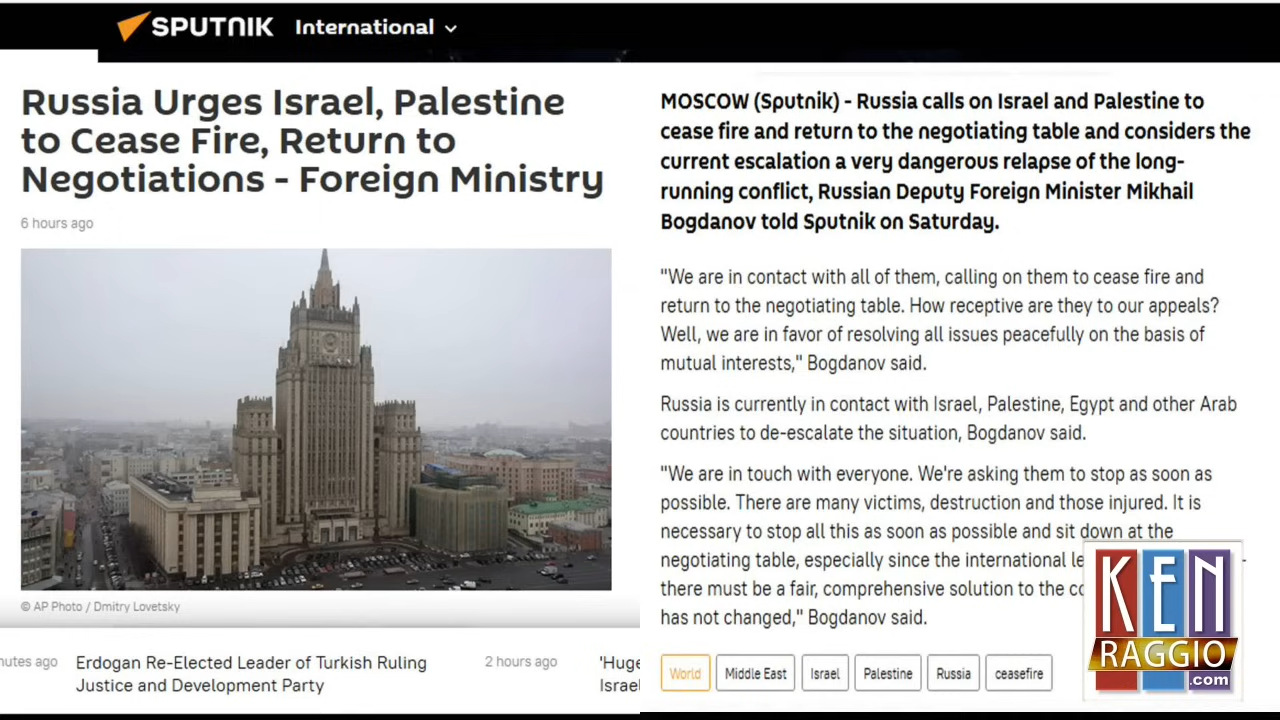 SPUTNIK International
Russia Urges Israel, Palestine
to Cease Fire, Return to
Negotiations - Foreign Ministry
6 hours ago
© AP Photo / Dmitry Lovetsky
nutes ago
Erdogan Re-Elected Leader of Turkish Ruling
Justice and Development Party
2 hours ago
'Huge
Israel
MOSCOW (Sputnik) - Russia calls on Israel and Palestine to
cease fire and return to the negotiating table and considers the
current escalation a very dangerous relapse of the long-
running conflict, Russian Deputy Foreign Minister Mikhail
Bogdanov told Sputnik on Saturday.
"We are in contact with all of them, calling on them to cease fire and
return to the negotiating table. How receptive are they to our appeals?
Well, we are in favor of resolving all issues peacefully on the basis of
mutual interests," Bogdanov said.
Russia is currently in contact with Israel, Palestine, Egypt and other Arab
countries to de-escalate the situation, Bogdanov said.
"We are in touch with everyone. We're asking them to stop as soon as
possible. There are many victims, destruction and those injured. It is
necessary to stop all this as soon as possible and sit down at the
negotiating table, especially since the international le -
there must be a fair, comprehensive solution to the co
has not changed," Bogdanov said.
World Middle East Israel Palestine Russia ceasefire
KEN
RAGGIO
.com